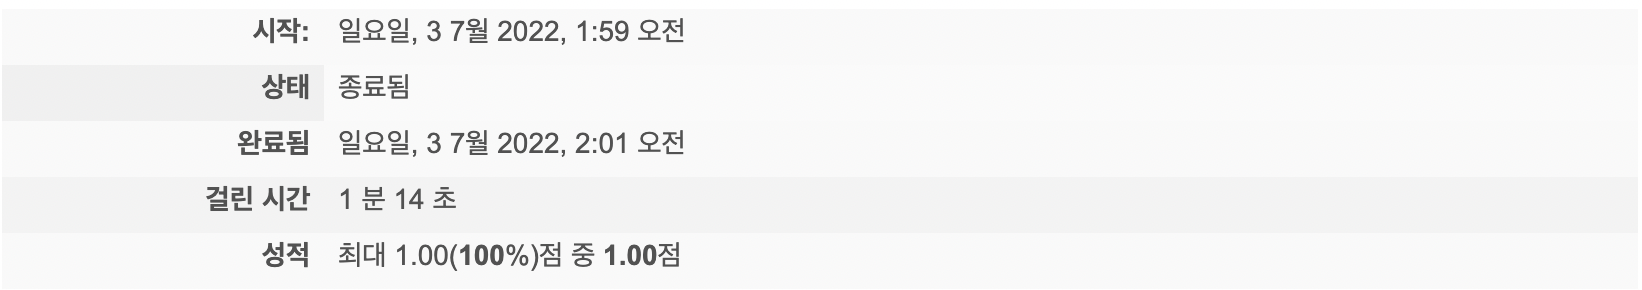 시작: 일요일, 3 7월 2022, 1:59 오전
상태 종료됨
완료됨 일요일, 3 7월 2022, 2:01 오전
걸린 시간 1 분 14 초
성적 최대 1.00(100%)점 중 1.00점